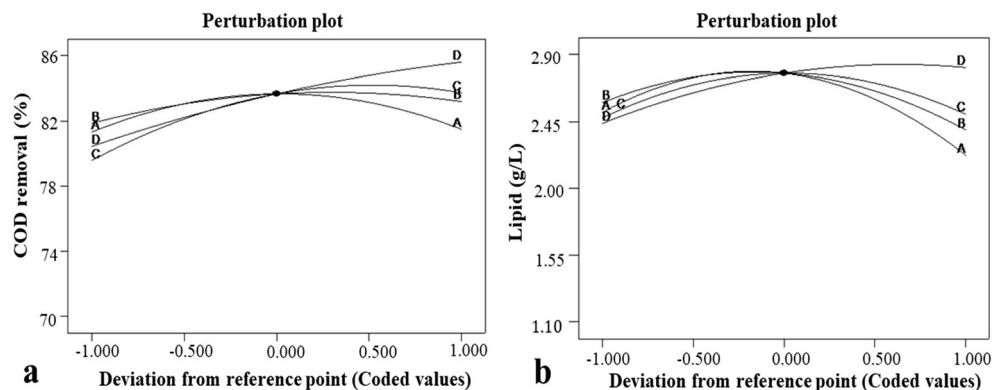 Perturbation plot
86
82
78
74
70
COD removal (%)
B
A
D
C
D
C
B
A
-1.000 -0.500 0.000 0.500 1.000
a Deviation from reference point (Coded values)
Perturbation plot
2.90
2.45
2.00
1.55
1.10
Lipid (g/L)
B
A C
D
D
C
B
A
-1.000 -0.500 0.000 0.500 1.000
b Deviation from reference point (Coded values)